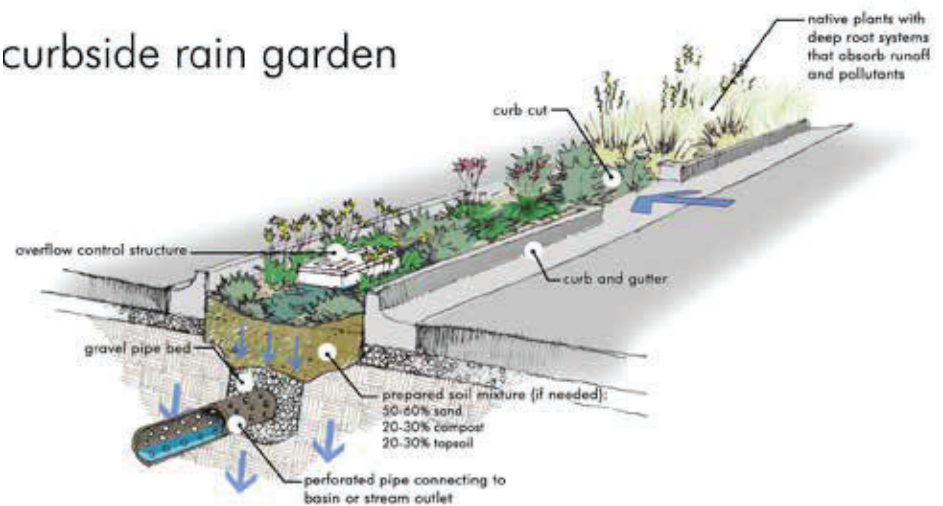 curbside rain garden
native plants with
deep root systems
that absorb runoff
and pollutants
curb cut
overflow control structure
curb and gutter
gravel pipe bed
prepared soil mixture (if needed):
50-60% sand
20-30% compost
20-30% topsoil
perforated pipe connecting to
basin or stream outlet